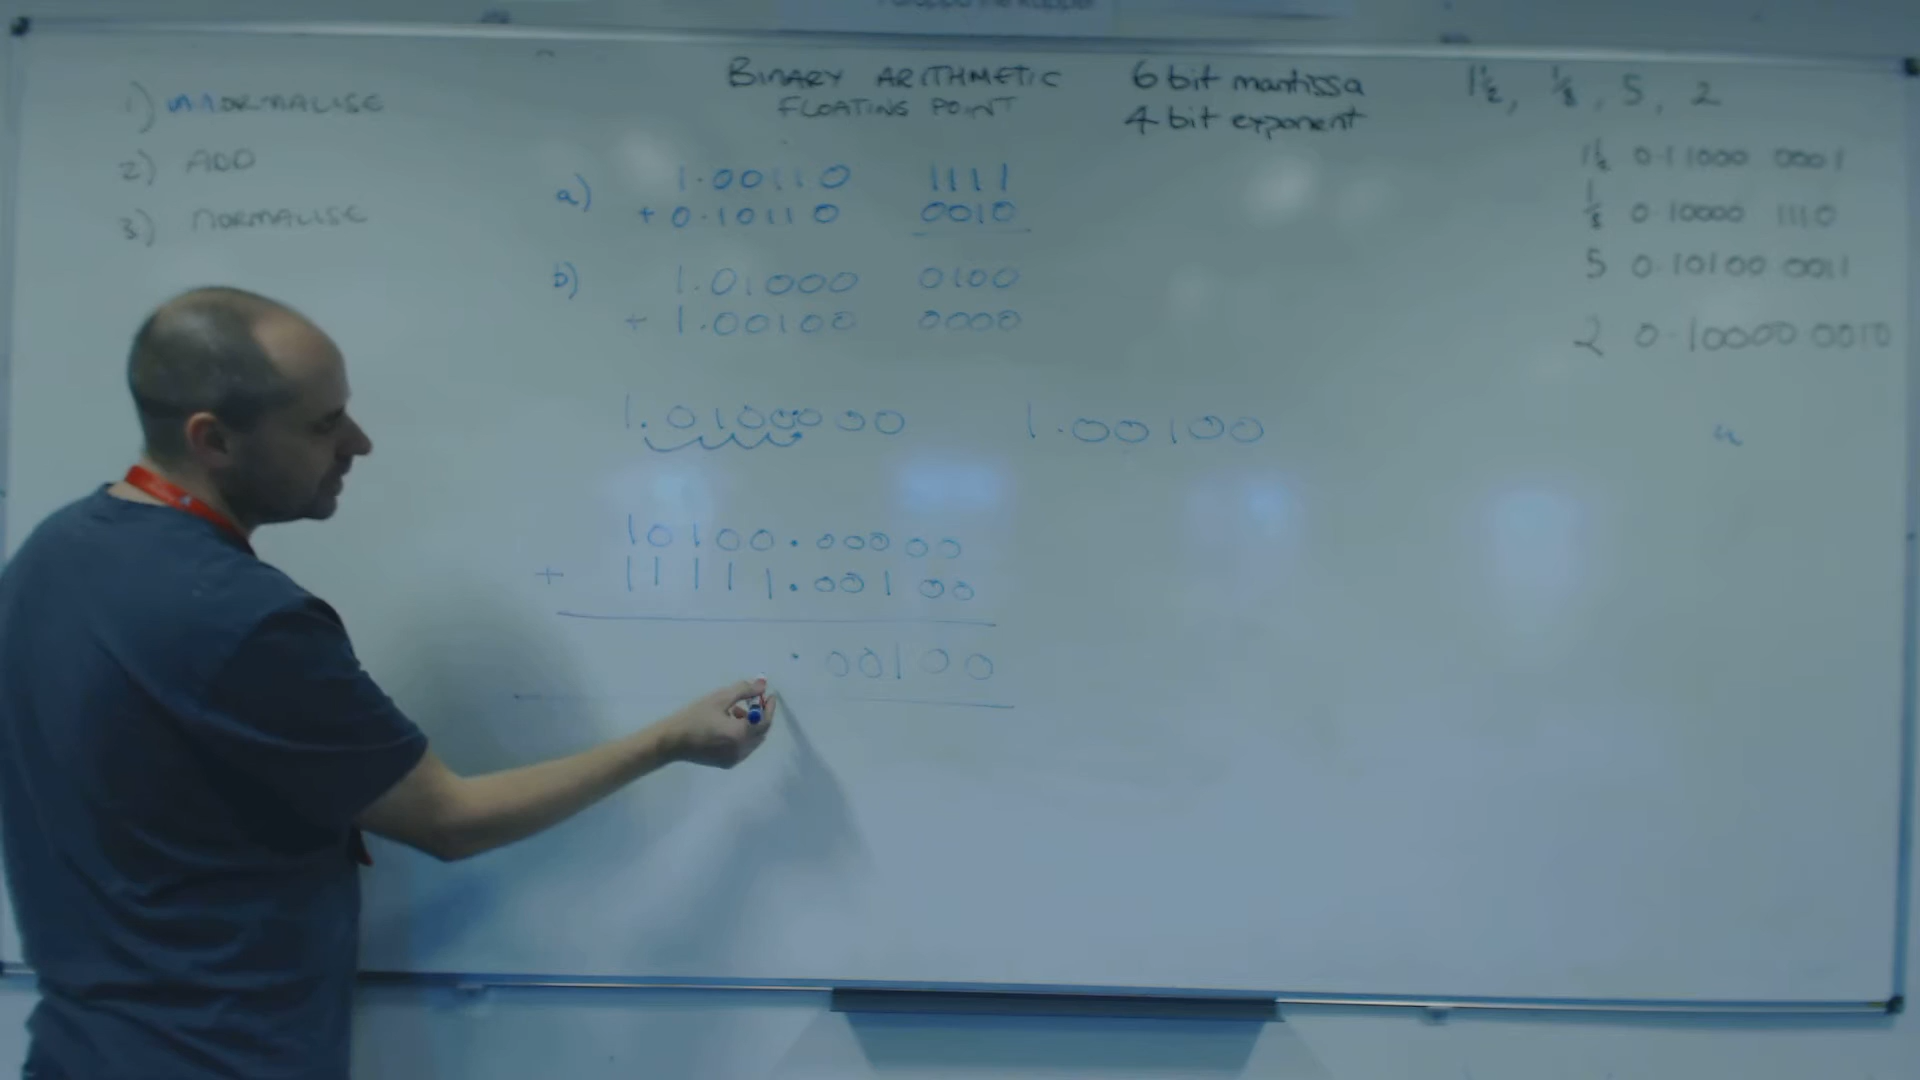 1) UNNORMALISE
2) ADD
3) NORMALISE
BINARY ARITHMETIC
FLOATING POINT
6 bit mantissa
4 bit exponent
1½, ⅛, 5, 2
1½ 0.11000 0001
⅛ 0.10000 1110
5 0.10100 0011
2 0.10000 0010
a) 1.00110 1111
+ 0.10110 0010
b) 1.01000 0100
+ 1.00100 0000
1.0100000 1.00100
10100.00000
+ 11111.00100
.00100